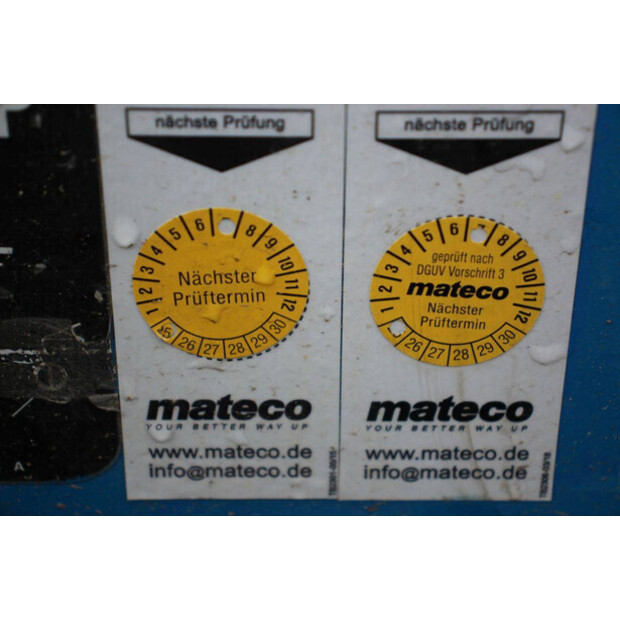 nächste Prüfung
1 2 3 4 5 6 8 9 10 11 12
Nächster
Prüftermin
26 27 28 29 30
mateco
YOUR BETTER WAY UP
www.mateco.de
info@mateco.de
nächste Prüfung
1 2 3 4 5 6 8 9 10 11 12
geprüft nach
DGUV Vorschrift 3
mateco
Nächster
Prüftermin
26 27 28 29 30
mateco
YOUR BETTER WAY UP
www.mateco.de
info@mateco.de
A